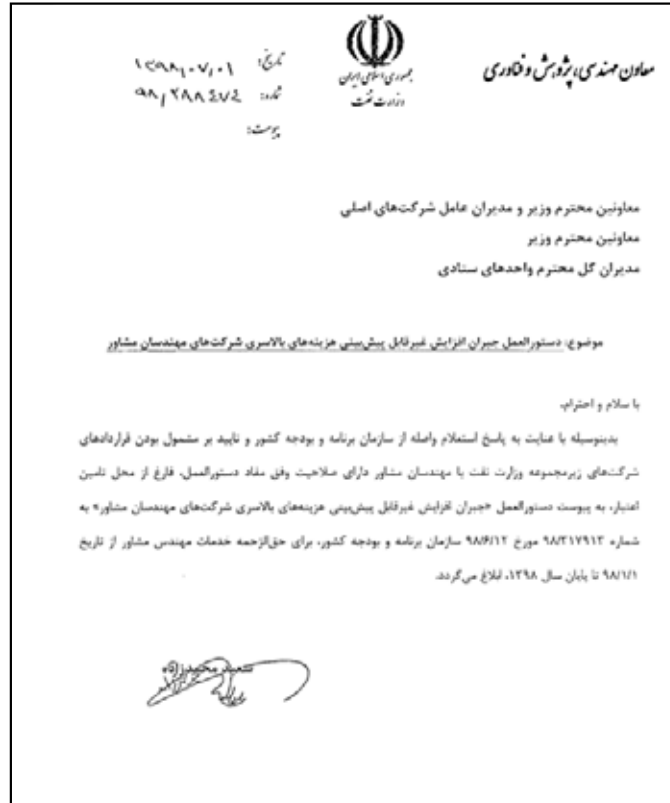 معاون مهندسی، پژوهش و فناوری
جمهوری اسلامی ایران
وزارت نفت
تاریخ: ۱۳۹۸,۰۷,۰۱
شماره: ۹۸,۲۸۸۴۷۴
پیوست:
معاونین محترم وزیر و مدیران عامل شرکت‌های اصلی
معاونین محترم وزیر
مدیران کل محترم واحدهای ستادی
موضوع: دستورالعمل جبران افزایش غیرقابل پیش‌بینی هزینه‌های بالاسری شرکت‌های مهندسان مشاور
با سلام و احترام،
بدینوسیله با عنایت به پاسخ استعلام واصله از سازمان برنامه و بودجه کشور و تایید بر مشمول بودن قراردادهای
شرکت‌های زیرمجموعه وزارت نفت با مهندسان مشاور دارای صلاحیت وفق مفاد دستورالعمل، فارغ از محل تامین
اعتبار، به پیوست دستورالعمل «جبران افزایش غیرقابل پیش‌بینی هزینه‌های بالاسری شرکت‌های مهندسان مشاور» به
شماره ۹۸/۳۱۷۹۱۳ مورخ ۹۸/۶/۱۲ سازمان برنامه و بودجه کشور، برای حق‌الزحمه خدمات مهندس مشاور از تاریخ
۹۸/۱/۱ تا پایان سال ۱۳۹۸، ابلاغ می‌گردد.
سعید محمدزاده